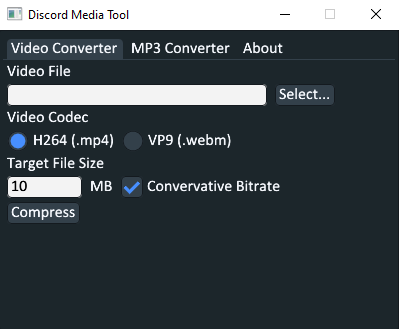 Discord Media Tool
Video Converter MP3 Converter About
Video File
Select...
Video Codec
H264 (.mp4) VP9 (.webm)
Target File Size
10 MB Convervative Bitrate
Compress